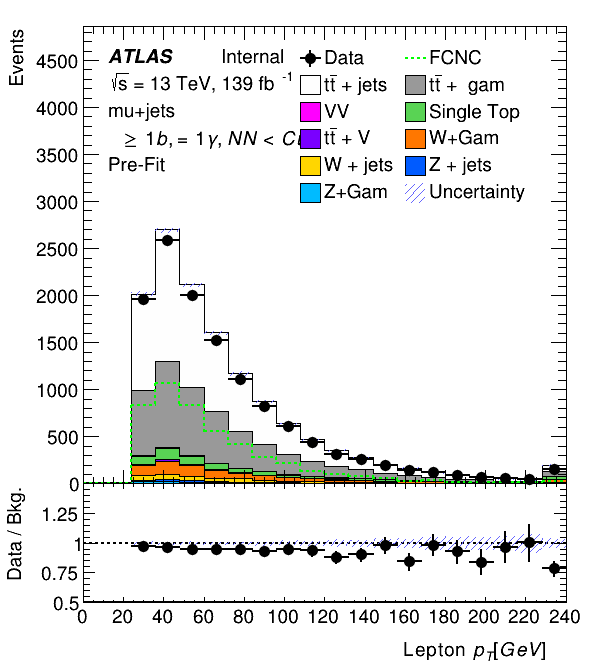 Events
4500
4000
3500
3000
2500
2000
1500
1000
500
0
ATLAS Internal
√s = 13 TeV, 139 fb⁻¹
mu+jets
≥ 1b, = 1γ, NN < C
Pre-Fit
Data
FCNC
tt̄ + jets
tt̄ + gam
VV
Single Top
tt̄ + V
W+Gam
W + jets
Z + jets
Z+Gam
Uncertainty
Data / Bkg.
1.25
1
0.75
0.5
0 20 40 60 80 100 120 140 160 180 200 220 240
Lepton p_T[GeV]